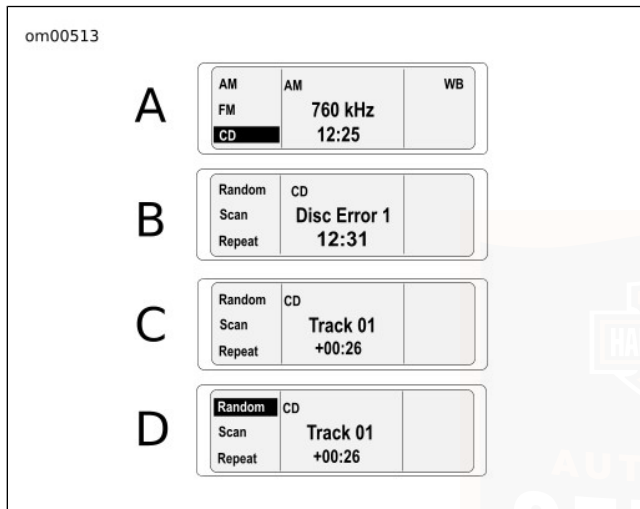 om00513
A
AM AM WB
FM 760 kHz
CD 12:25
B
Random CD
Scan Disc Error 1
Repeat 12:31
C
Random CD
Scan Track 01
Repeat +00:26
D
Random CD
Scan Track 01
Repeat +00:26